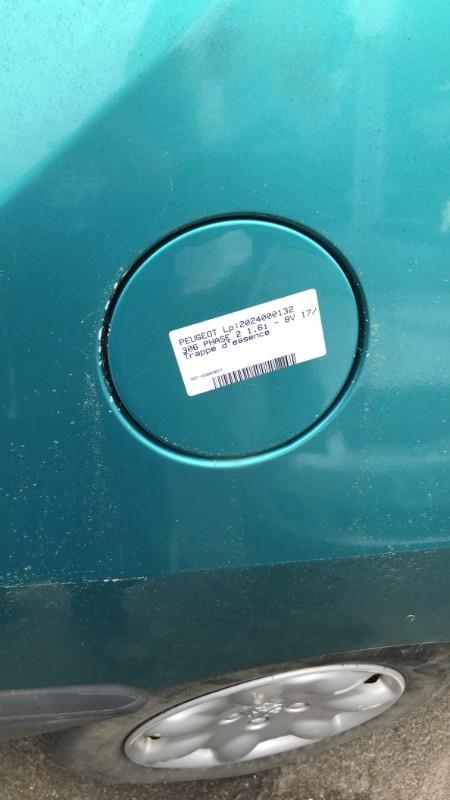 PEUGEOT Lp:2024000132
306 PHASE 2 1.6i - 8V 17/
Trappe d'essence